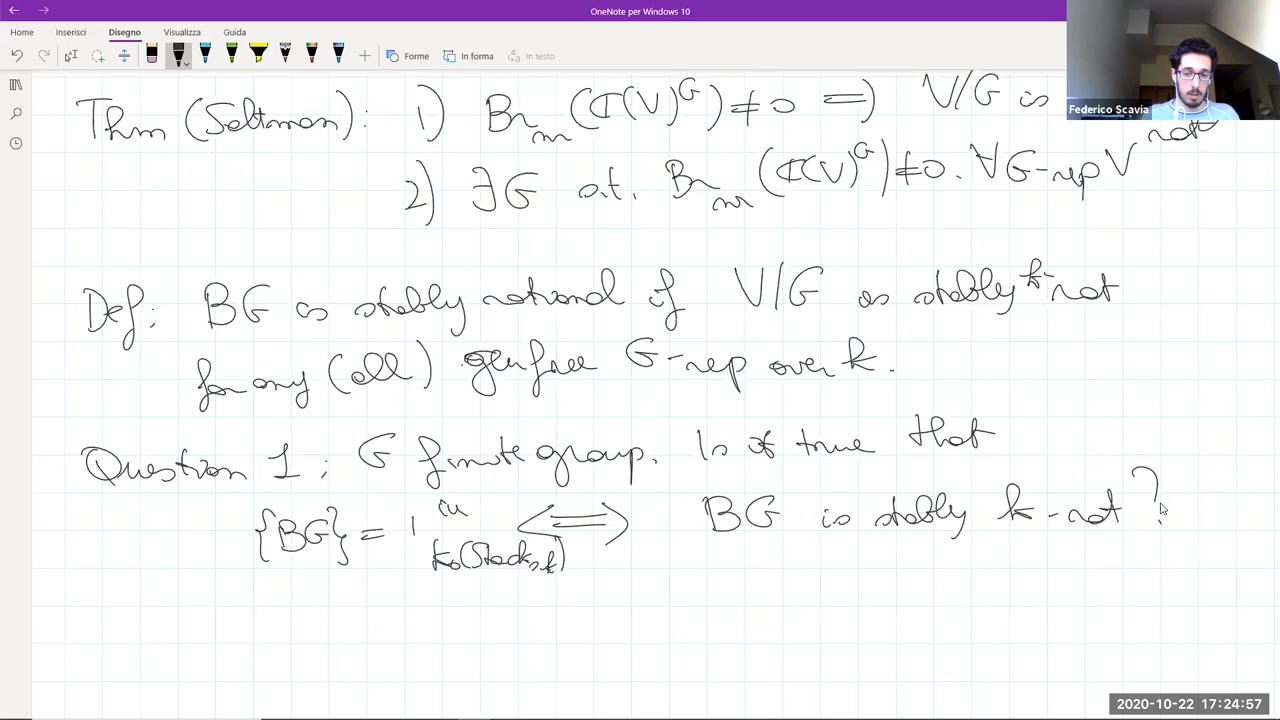 OneNote per Windows 10
Home Inserisci Disegno Visualizza Guida
Forme In forma In testo
Federico Scavia
Thm (Saltman): 1) Br_nr(ℂ(V)^G) ≠ 0 ⟹ V/G is not
2) ∃G s.t. Br_nr(ℂ(V)^G) ≠ 0. ∀G-rep V
Def: BG is stably rational if V/G is stably k-rat
for any (all) gen free G-rep over k.
Question 1: G finite group. Is it true that
{BG} = 1 in K₀(Stacks_k) ⟺ BG is stably k-rat?
2020-10-22 17:24:57